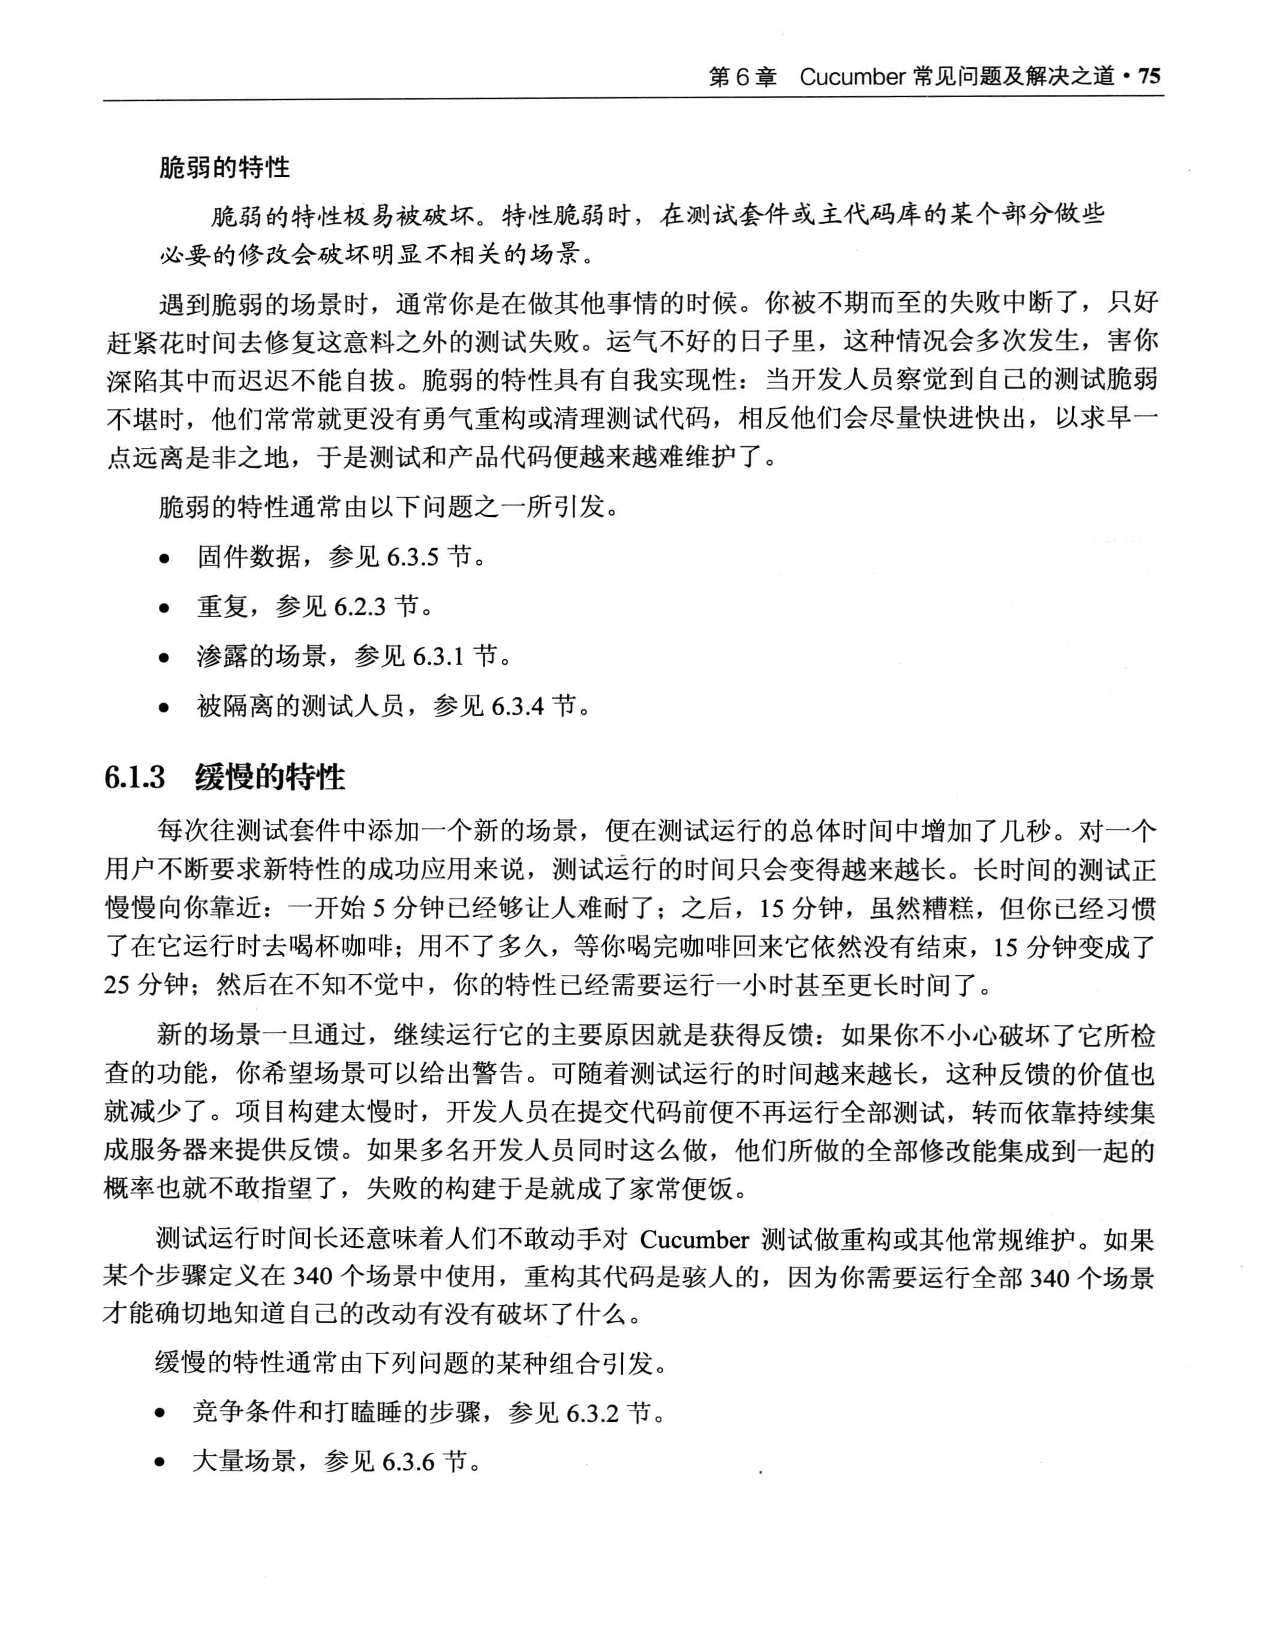 第 6 章 Cucumber 常见问题及解决之道 · 75
脆弱的特性
脆弱的特性极易被破坏。特性脆弱时，在测试套件或主代码库的某个部分做些
必要的修改会破坏明显不相关的场景。
遇到脆弱的场景时，通常你是在做其他事情的时候。你被不期而至的失败中断了，只好
赶紧花时间去修复这意料之外的测试失败。运气不好的日子里，这种情况会多次发生，害你
深陷其中而迟迟不能自拔。脆弱的特性具有自我实现性：当开发人员察觉到自己的测试脆弱
不堪时，他们常常就更没有勇气重构或清理测试代码，相反他们会尽量快进快出，以求早一
点远离是非之地，于是测试和产品代码便越来越难维护了。
脆弱的特性通常由以下问题之一所引发。
● 固件数据，参见 6.3.5 节。
● 重复，参见 6.2.3 节。
● 渗露的场景，参见 6.3.1 节。
● 被隔离的测试人员，参见 6.3.4 节。
6.1.3 缓慢的特性
每次往测试套件中添加一个新的场景，便在测试运行的总体时间中增加了几秒。对一个
用户不断要求新特性的成功应用来说，测试运行的时间只会变得越来越长。长时间的测试正
慢慢向你靠近：一开始 5 分钟已经够让人难耐了；之后，15 分钟，虽然糟糕，但你已经习惯
了在它运行时去喝杯咖啡；用不了多久，等你喝完咖啡回来它依然没有结束，15 分钟变成了
25 分钟；然后在不知不觉中，你的特性已经需要运行一小时甚至更长时间了。
新的场景一旦通过，继续运行它的主要原因就是获得反馈：如果你不小心破坏了它所检
查的功能，你希望场景可以给出警告。可随着测试运行的时间越来越长，这种反馈的价值也
就减少了。项目构建太慢时，开发人员在提交代码前便不再运行全部测试，转而依靠持续集
成服务器来提供反馈。如果多名开发人员同时这么做，他们所做的全部修改能集成到一起的
概率也就不敢指望了，失败的构建于是就成了家常便饭。
测试运行时间长还意味着人们不敢动手对 Cucumber 测试做重构或其他常规维护。如果
某个步骤定义在 340 个场景中使用，重构其代码是骇人的，因为你需要运行全部 340 个场景
才能确切地知道自己的改动有没有破坏了什么。
缓慢的特性通常由下列问题的某种组合引发。
● 竞争条件和打瞌睡的步骤，参见 6.3.2 节。
● 大量场景，参见 6.3.6 节。